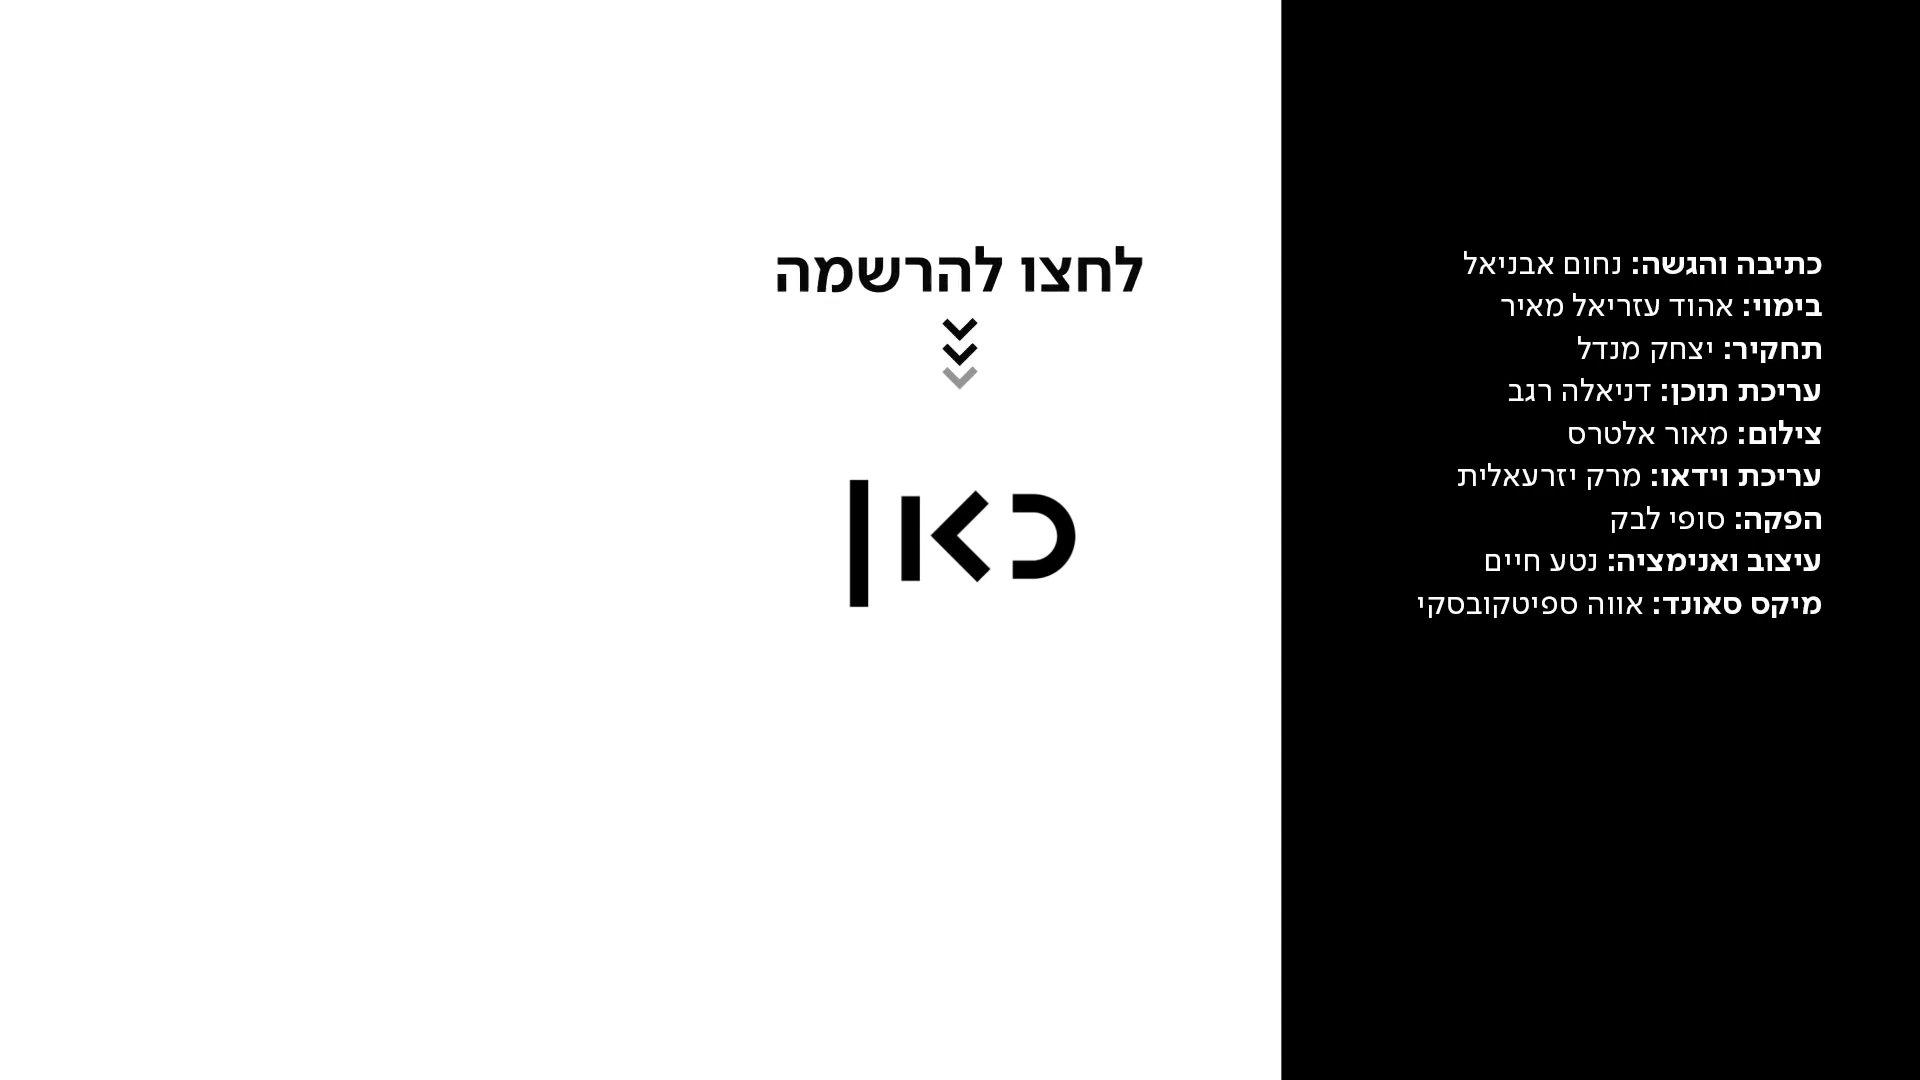 לחצו להרשמה
כאן
כתיבה והגשה: נחום אבניאל
בימוי: אהוד עזריאל מאיר
תחקיר: יצחק מנדל
עריכת תוכן: דניאלה רגב
צילום: מאור אלטרס
עריכת וידאו: מרק יזרעאלית
הפקה: סופי לבק
עיצוב ואנימציה: נטע חיים
מיקס סאונד: אווה ספיטקובסקי